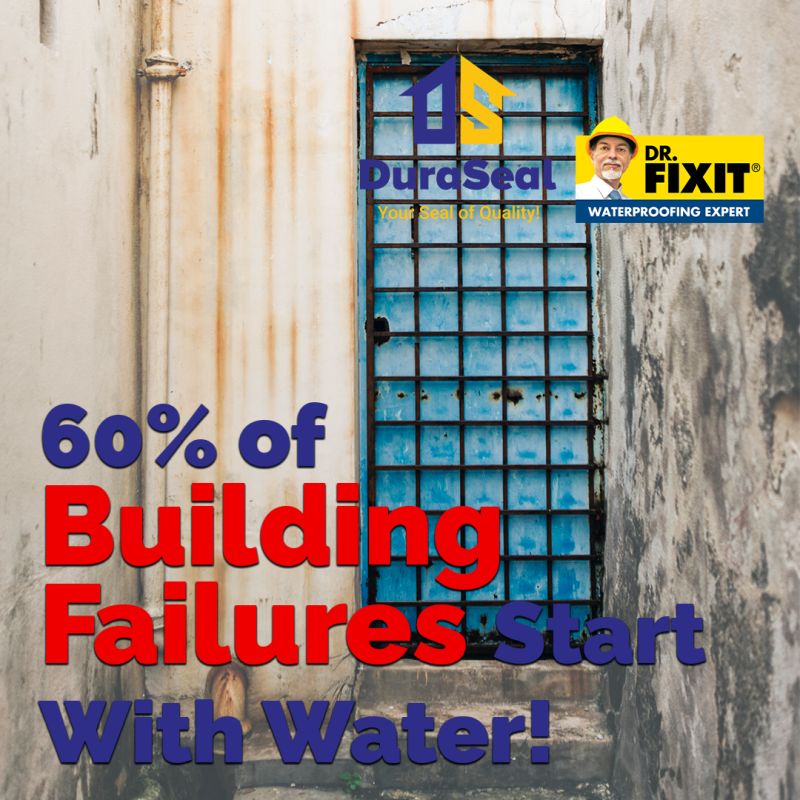 DuraSeal
Your Seal of Quality!
DR.
FIXIT®
WATERPROOFING EXPERT
60% of
Building
Failures Start
With Water!